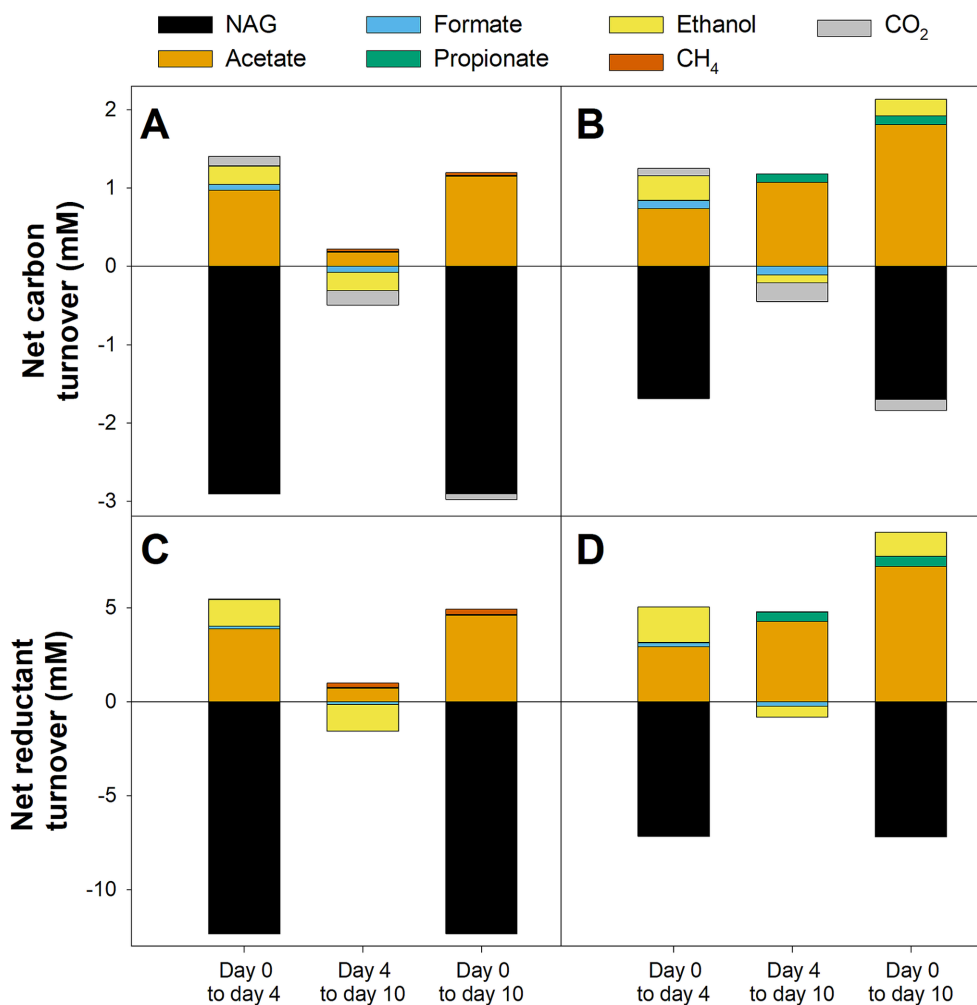 NAG Formate Ethanol CO₂
Acetate Propionate CH₄
A
B
2
1
0
-1
-2
-3
Net carbon
turnover (mM)
C
D
5
0
-5
-10
Net reductant
turnover (mM)
Day 0 Day 4 Day 0 Day 0 Day 4 Day 0
to day 4 to day 10 to day 10 to day 4 to day 10 to day 10